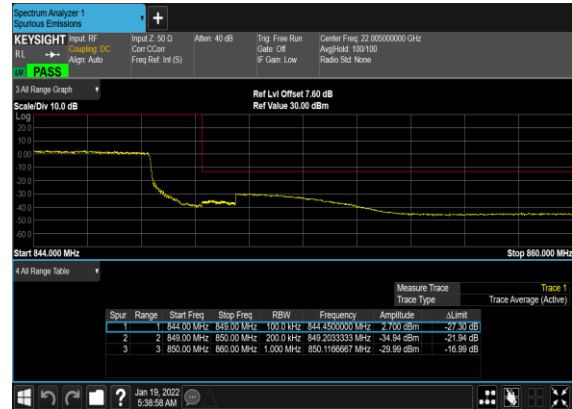 Spectrum Analyzer 1
Spurious Emissions
+
KEYSIGHT Input: RF Input Z: 50 Ω Atten: 40 dB Trig: Free Run Center Freq: 22.005000000 GHz
RL Coupling: DC Corr CCorr Gate: Off Avg|Hold: 100/100
Align: Auto Freq Ref: Int (S) IF Gain: Low Radio Std: None
PASS
3 All Range Graph
Ref Lvl Offset 7.60 dB
Scale/Div 10.0 dB Ref Value 30.00 dBm
Log
20.0
10.0
0.00
-10.0
-20.0
-30.0
-40.0
-50.0
-60.0
Start 844.000 MHz Stop 860.000 MHz
4 All Range Table
Measure Trace Trace 1
Trace Type Trace Average (Active)
Spur Range Start Freq Stop Freq RBW Frequency Amplitude ΔLimit
1 1 844.00 MHz 849.00 MHz 100.0 kHz 844.4500000 MHz 2.700 dBm -27.30 dB
2 2 849.00 MHz 850.00 MHz 200.0 kHz 849.2033333 MHz -34.94 dBm -21.94 dB
3 3 850.00 MHz 860.00 MHz 1.000 MHz 850.1166667 MHz -29.99 dBm -16.99 dB
? Jan 19, 2022
5:38:58 AM